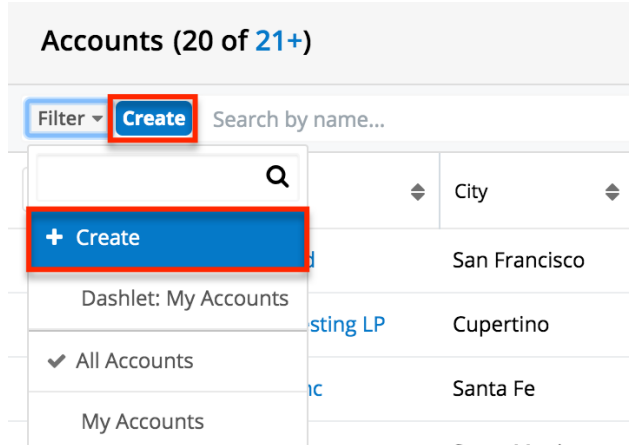 Accounts (20 of 21+)
Filter Create Search by name...
City
+ Create
San Francisco
Dashlet: My Accounts
sting LP Cupertino
All Accounts
Santa Fe
My Accounts